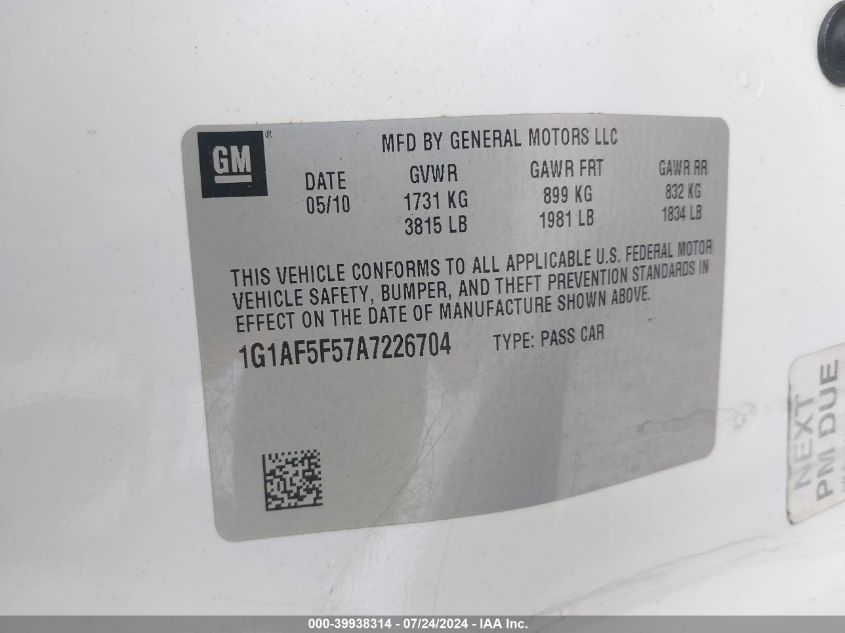 GM®
MFD BY GENERAL MOTORS LLC
DATE GVWR GAWR FRT GAWR RR
05/10 1731 KG 899 KG 832 KG
3815 LB 1981 LB 1834 LB
THIS VEHICLE CONFORMS TO ALL APPLICABLE U.S. FEDERAL MOTOR
VEHICLE SAFETY, BUMPER, AND THEFT PREVENTION STANDARDS IN
EFFECT ON THE DATE OF MANUFACTURE SHOWN ABOVE.
1G1AF5F57A7226704 TYPE: PASS CAR
NEXT
PM DUE
000-39938314 - 07/24/2024 - IAA Inc.